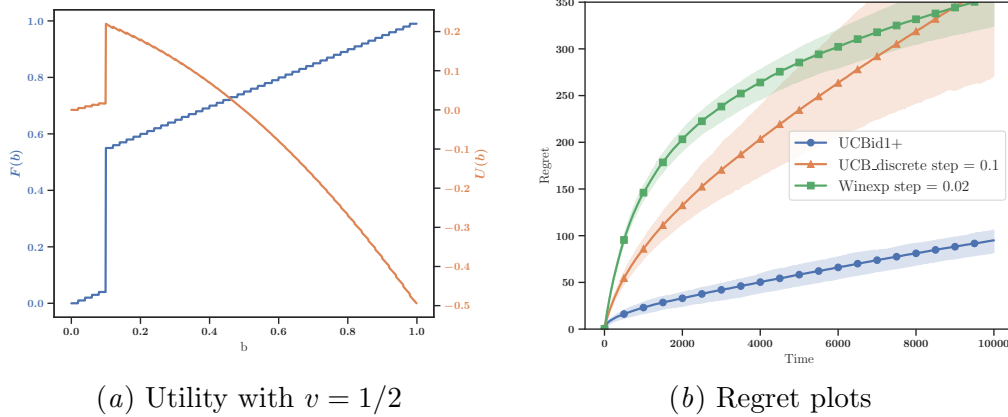 1.0
0.8
0.6
0.4
0.2
0.0
F(b)
0.2
0.1
0.0
−0.1
−0.2
−0.3
−0.4
−0.5
U(b)
0.0 0.2 0.4 0.6 0.8 1.0
b
(a) Utility with v = 1/2
350
300
250
200
150
100
50
0
Regret
UCBid1+
UCB_discrete step = 0.1
Winexp step = 0.02
0 2000 4000 6000 8000 10000
Time
(b) Regret plots